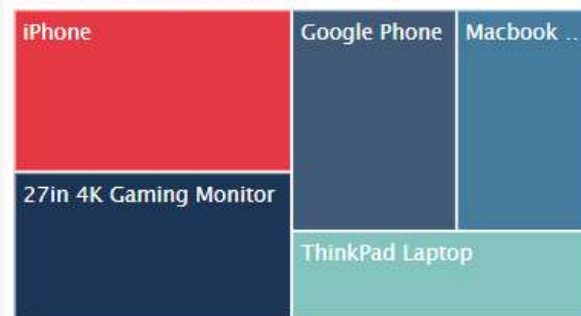 iPhone
Google Phone
Macbook ...
27in 4K Gaming Monitor
ThinkPad Laptop